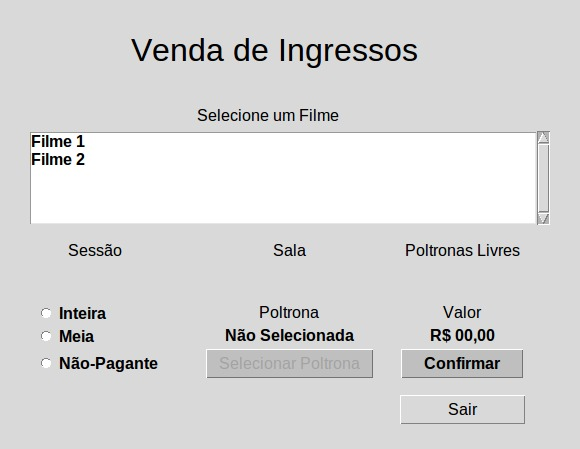 Venda de Ingressos
Selecione um Filme
Filme 1
Filme 2
Sessão Sala Poltronas Livres
Inteira Poltrona Valor
Meia Não Selecionada R$ 00,00
Não-Pagante Selecionar Poltrona Confirmar
Sair